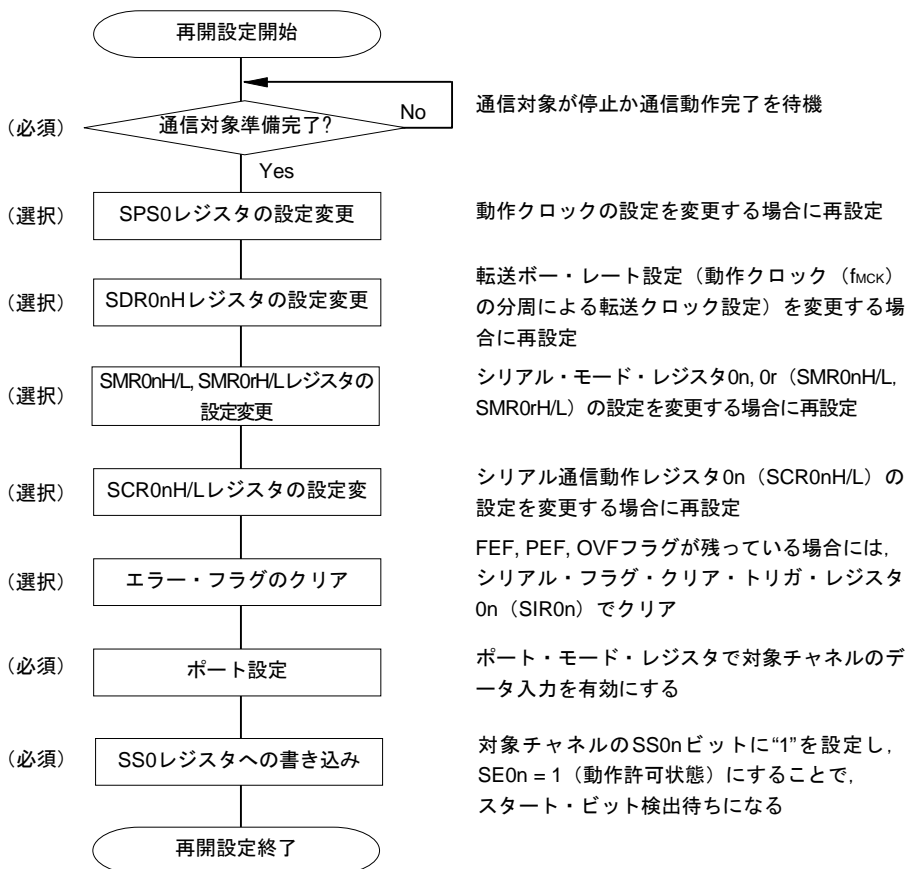 再開設定開始
No
通信対象が停止か通信動作完了を待機
（必須）
通信対象準備完了?
Yes
（選択）
SPS0レジスタの設定変更
動作クロックの設定を変更する場合に再設定
（選択）
SDR0nHレジスタの設定変更
転送ボー・レート設定（動作クロック（fMCK）
の分周による転送クロック設定）を変更する場
合に再設定
（選択）
SMR0nH/L, SMR0rH/Lレジスタの
設定変更
シリアル・モード・レジスタ0n, 0r（SMR0nH/L,
SMR0rH/L）の設定を変更する場合に再設定
（選択）
SCR0nH/Lレジスタの設定変
シリアル通信動作レジスタ0n（SCR0nH/L）の
設定を変更する場合に再設定
（選択）
エラー・フラグのクリア
FEF, PEF, OVFフラグが残っている場合には,
シリアル・フラグ・クリア・トリガ・レジスタ
0n（SIR0n）でクリア
（必須）
ポート設定
ポート・モード・レジスタで対象チャネルのデ
ータ入力を有効にする
（必須）
SS0レジスタへの書き込み
対象チャネルのSS0nビットに“1”を設定し,
SE0n = 1（動作許可状態）にすることで,
スタート・ビット検出待ちになる
再開設定終了